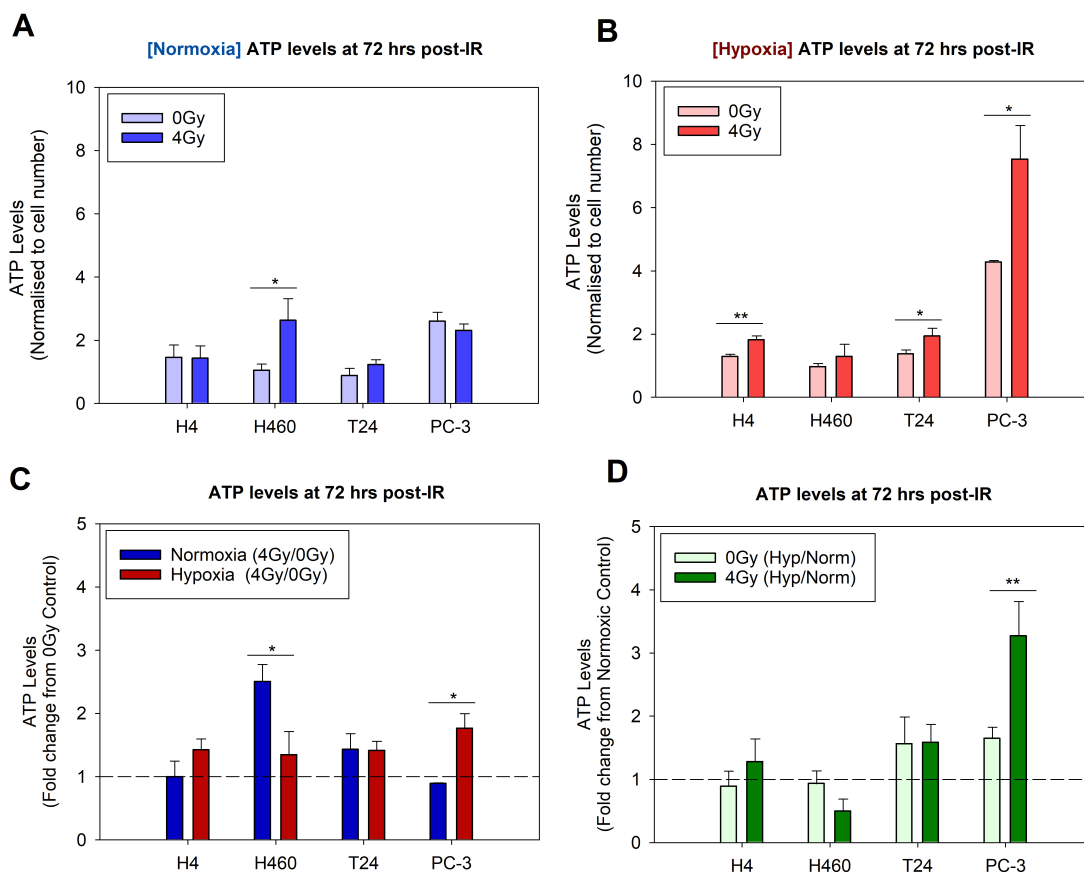 A
[Normoxia] ATP levels at 72 hrs post-IR
ATP Levels
(Normalised to cell number)
10
8
6
4
2
0
0Gy
4Gy
*
H4 H460 T24 PC-3
B
[Hypoxia] ATP levels at 72 hrs post-IR
ATP Levels
(Normalised to cell number)
10
8
6
4
2
0
0Gy
4Gy
**
*
*
H4 H460 T24 PC-3
C
ATP levels at 72 hrs post-IR
ATP Levels
(Fold change from 0Gy Control)
5
4
3
2
1
0
Normoxia (4Gy/0Gy)
Hypoxia (4Gy/0Gy)
*
*
H4 H460 T24 PC-3
D
ATP levels at 72 hrs post-IR
ATP Levels
(Fold change from Normoxic Control)
5
4
3
2
1
0
0Gy (Hyp/Norm)
4Gy (Hyp/Norm)
**
H4 H460 T24 PC-3